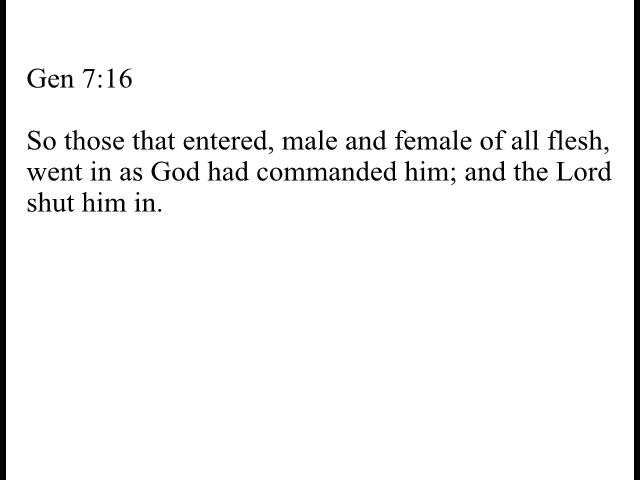 Gen 7:16
So those that entered, male and female of all flesh,
went in as God had commanded him; and the Lord
shut him in.